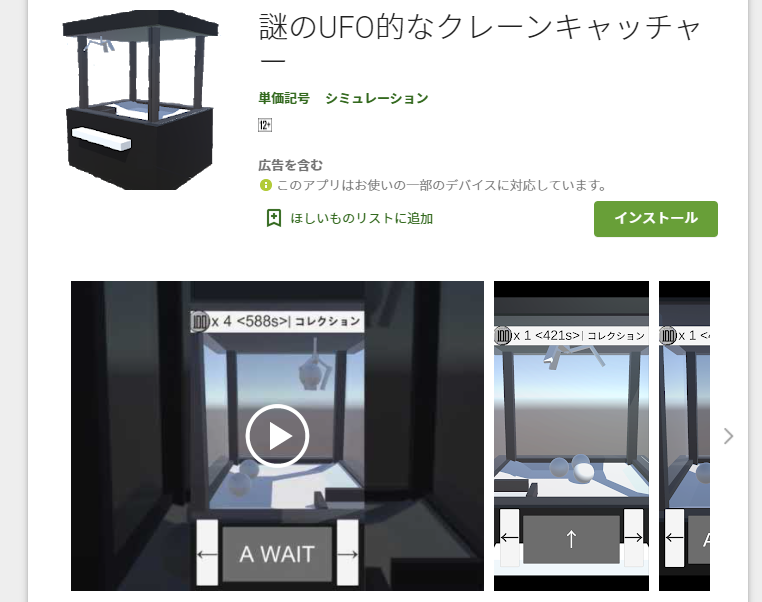 謎のUFO的なクレーンキャッチャ
ー
単価記号 シミュレーション
12+
広告を含む
このアプリはお使いの一部のデバイスに対応しています。
ほしいものリストに追加
インストール
100 x 4 <588s>| コレクション
100 x 1 <421s>| コレクション
100 x 1 <4
← A WAIT →
← ↑ →
← A